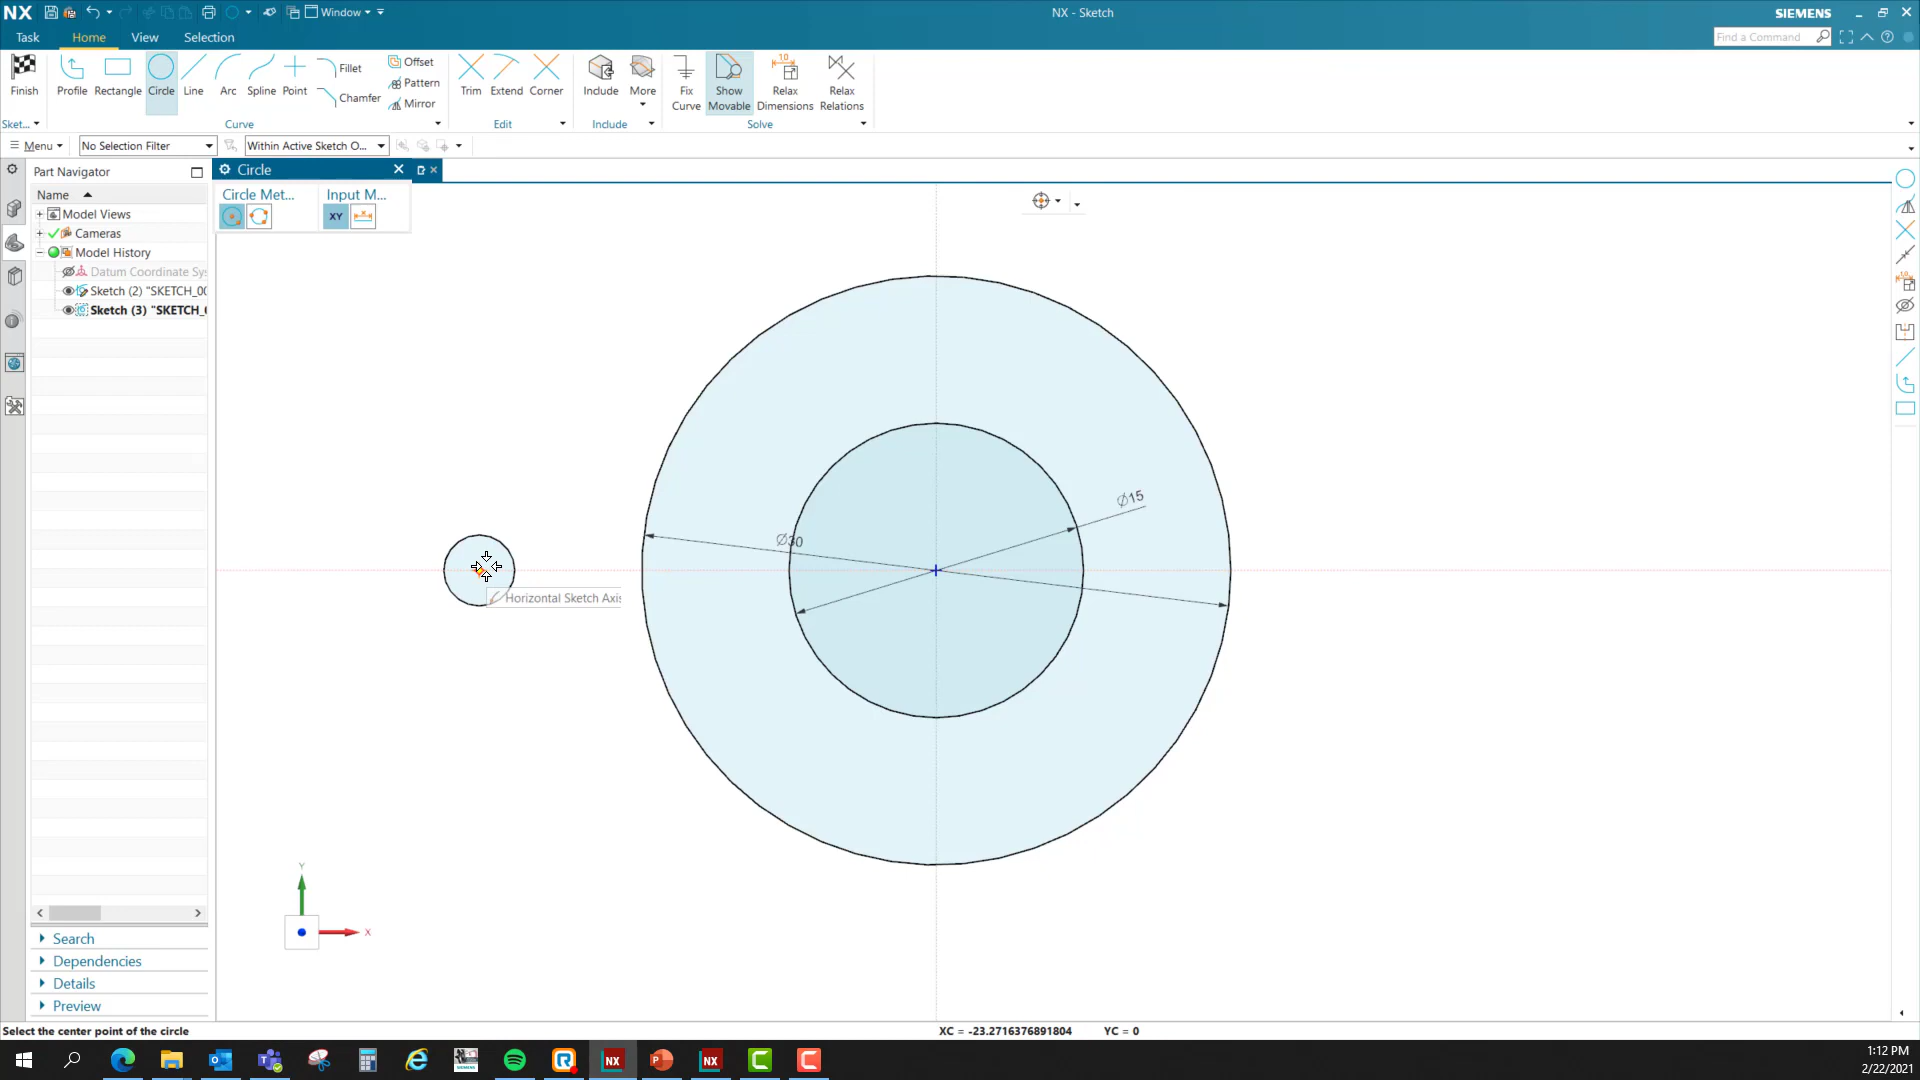 NX Window NX - Sketch SIEMENS
Task Home View Selection Find a Command
Finish Profile Rectangle Circle Line Arc Spline Point Fillet Chamfer Offset Pattern Mirror Trim Extend Corner Include More Fix Curve Show Movable Relax Dimensions Relax Relations
Sket... Curve Edit Include Solve
Menu No Selection Filter Within Active Sketch O...
Part Navigator
Name
Model Views
Cameras
Model History
Datum Coordinate Sys
Sketch (2) "SKETCH_00
Sketch (3) "SKETCH_0
Circle
Circle Met... Input M...
XY
Ø15
Ø30
Horizontal Sketch Axis
Y
X
Search
Dependencies
Details
Preview
Select the center point of the circle XC = -23.2716376891804 YC = 0
1:12 PM
2/22/2021